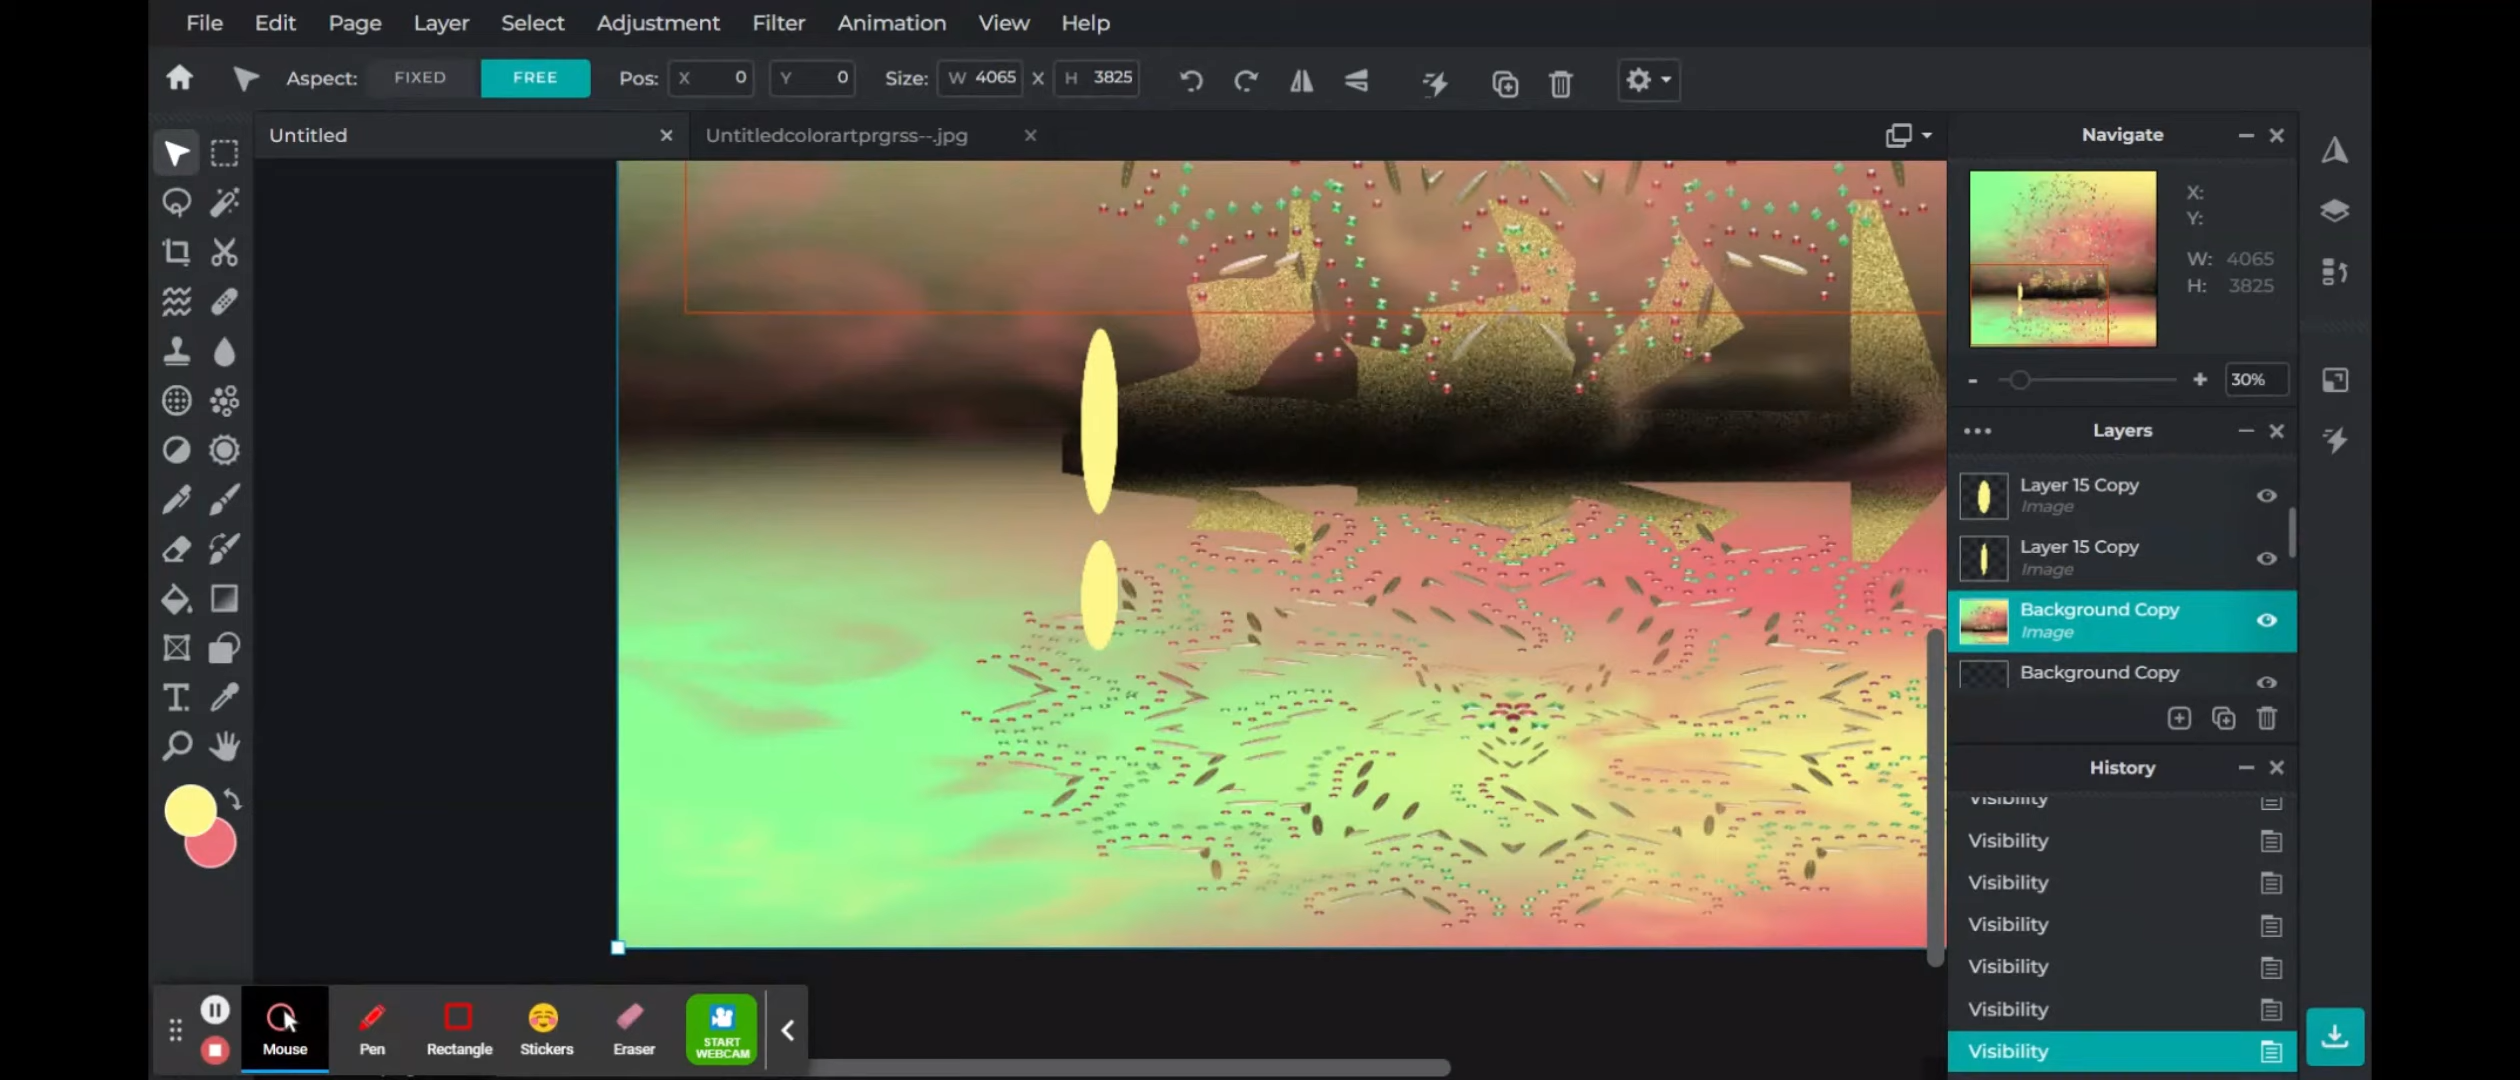 File Edit Page Layer Select Adjustment Filter Animation View Help
Aspect: FIXED FREE Pos: X 0 Y 0 Size: W 4065 X H 3825
Untitled Untitledcolorartprgrss--.jpg
Navigate
X:
Y:
W: 4065
H: 3825
30%
Layers
Layer 15 Copy
Image
Layer 15 Copy
Image
Background Copy
Image
Background Copy
History
Visibility
Visibility
Visibility
Visibility
Visibility
Visibility
Visibility
Mouse Pen Rectangle Stickers Eraser START WEBCAM